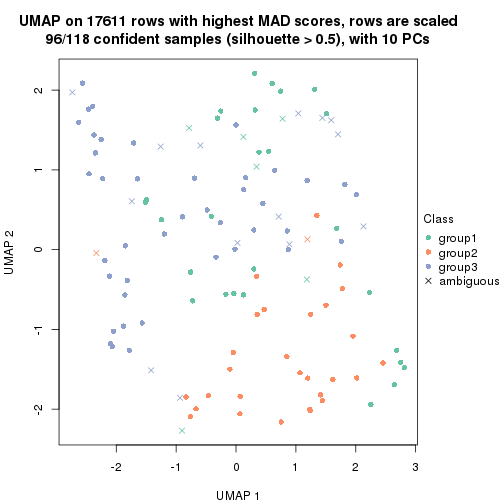 UMAP on 17611 rows with highest MAD scores, rows are scaled
96/118 confident samples (silhouette > 0.5), with 10 PCs
2
1
0
-1
-2
UMAP 2
-2
-1
0
1
2
3
UMAP 1
Class
group1
group2
group3
ambiguous